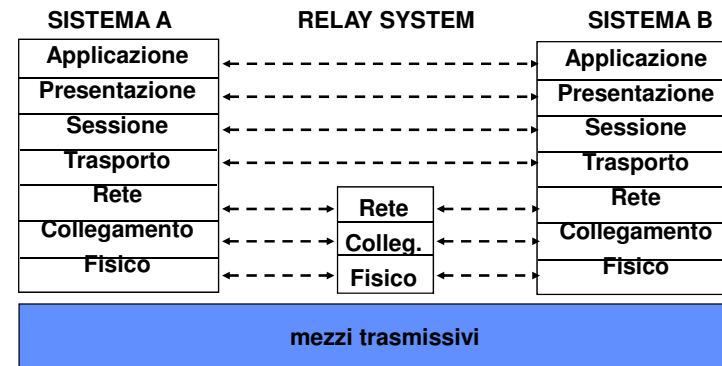 SISTEMA A RELAY SYSTEM SISTEMA B
Applicazione Applicazione
Presentazione Presentazione
Sessione Sessione
Trasporto Trasporto
Rete Rete Rete
Collegamento Colleg. Collegamento
Fisico Fisico Fisico
mezzi trasmissivi